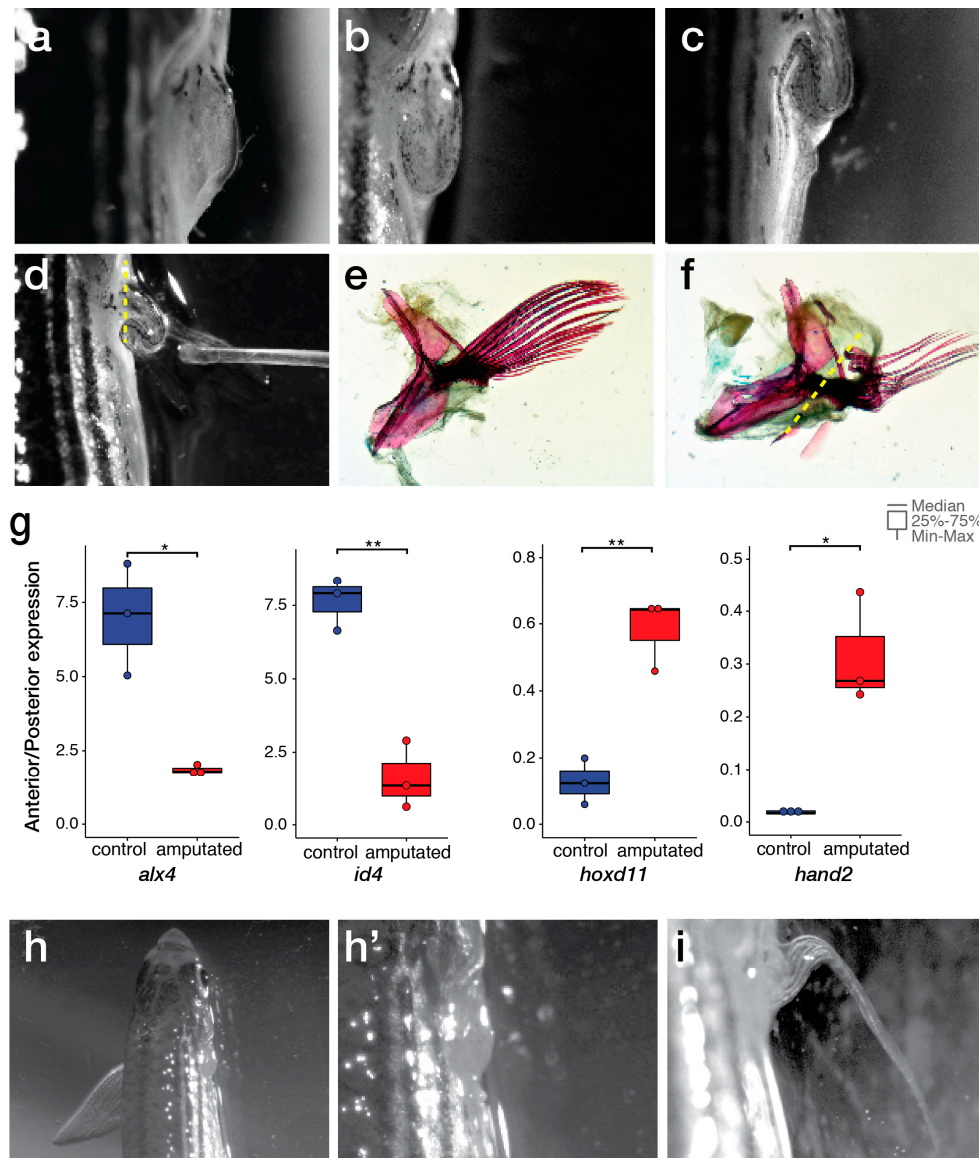 a
b
c
d
e
f
g
Median
25%-75%
Min-Max
Anterior/Posterior expression
*
7.5
5.0
2.5
0.0
control amputated
alx4
**
7.5
5.0
2.5
0.0
control amputated
id4
**
0.8
0.6
0.4
0.2
0.0
control amputated
hoxd11
*
0.5
0.4
0.3
0.2
0.1
0.0
control amputated
hand2
h
h’
i